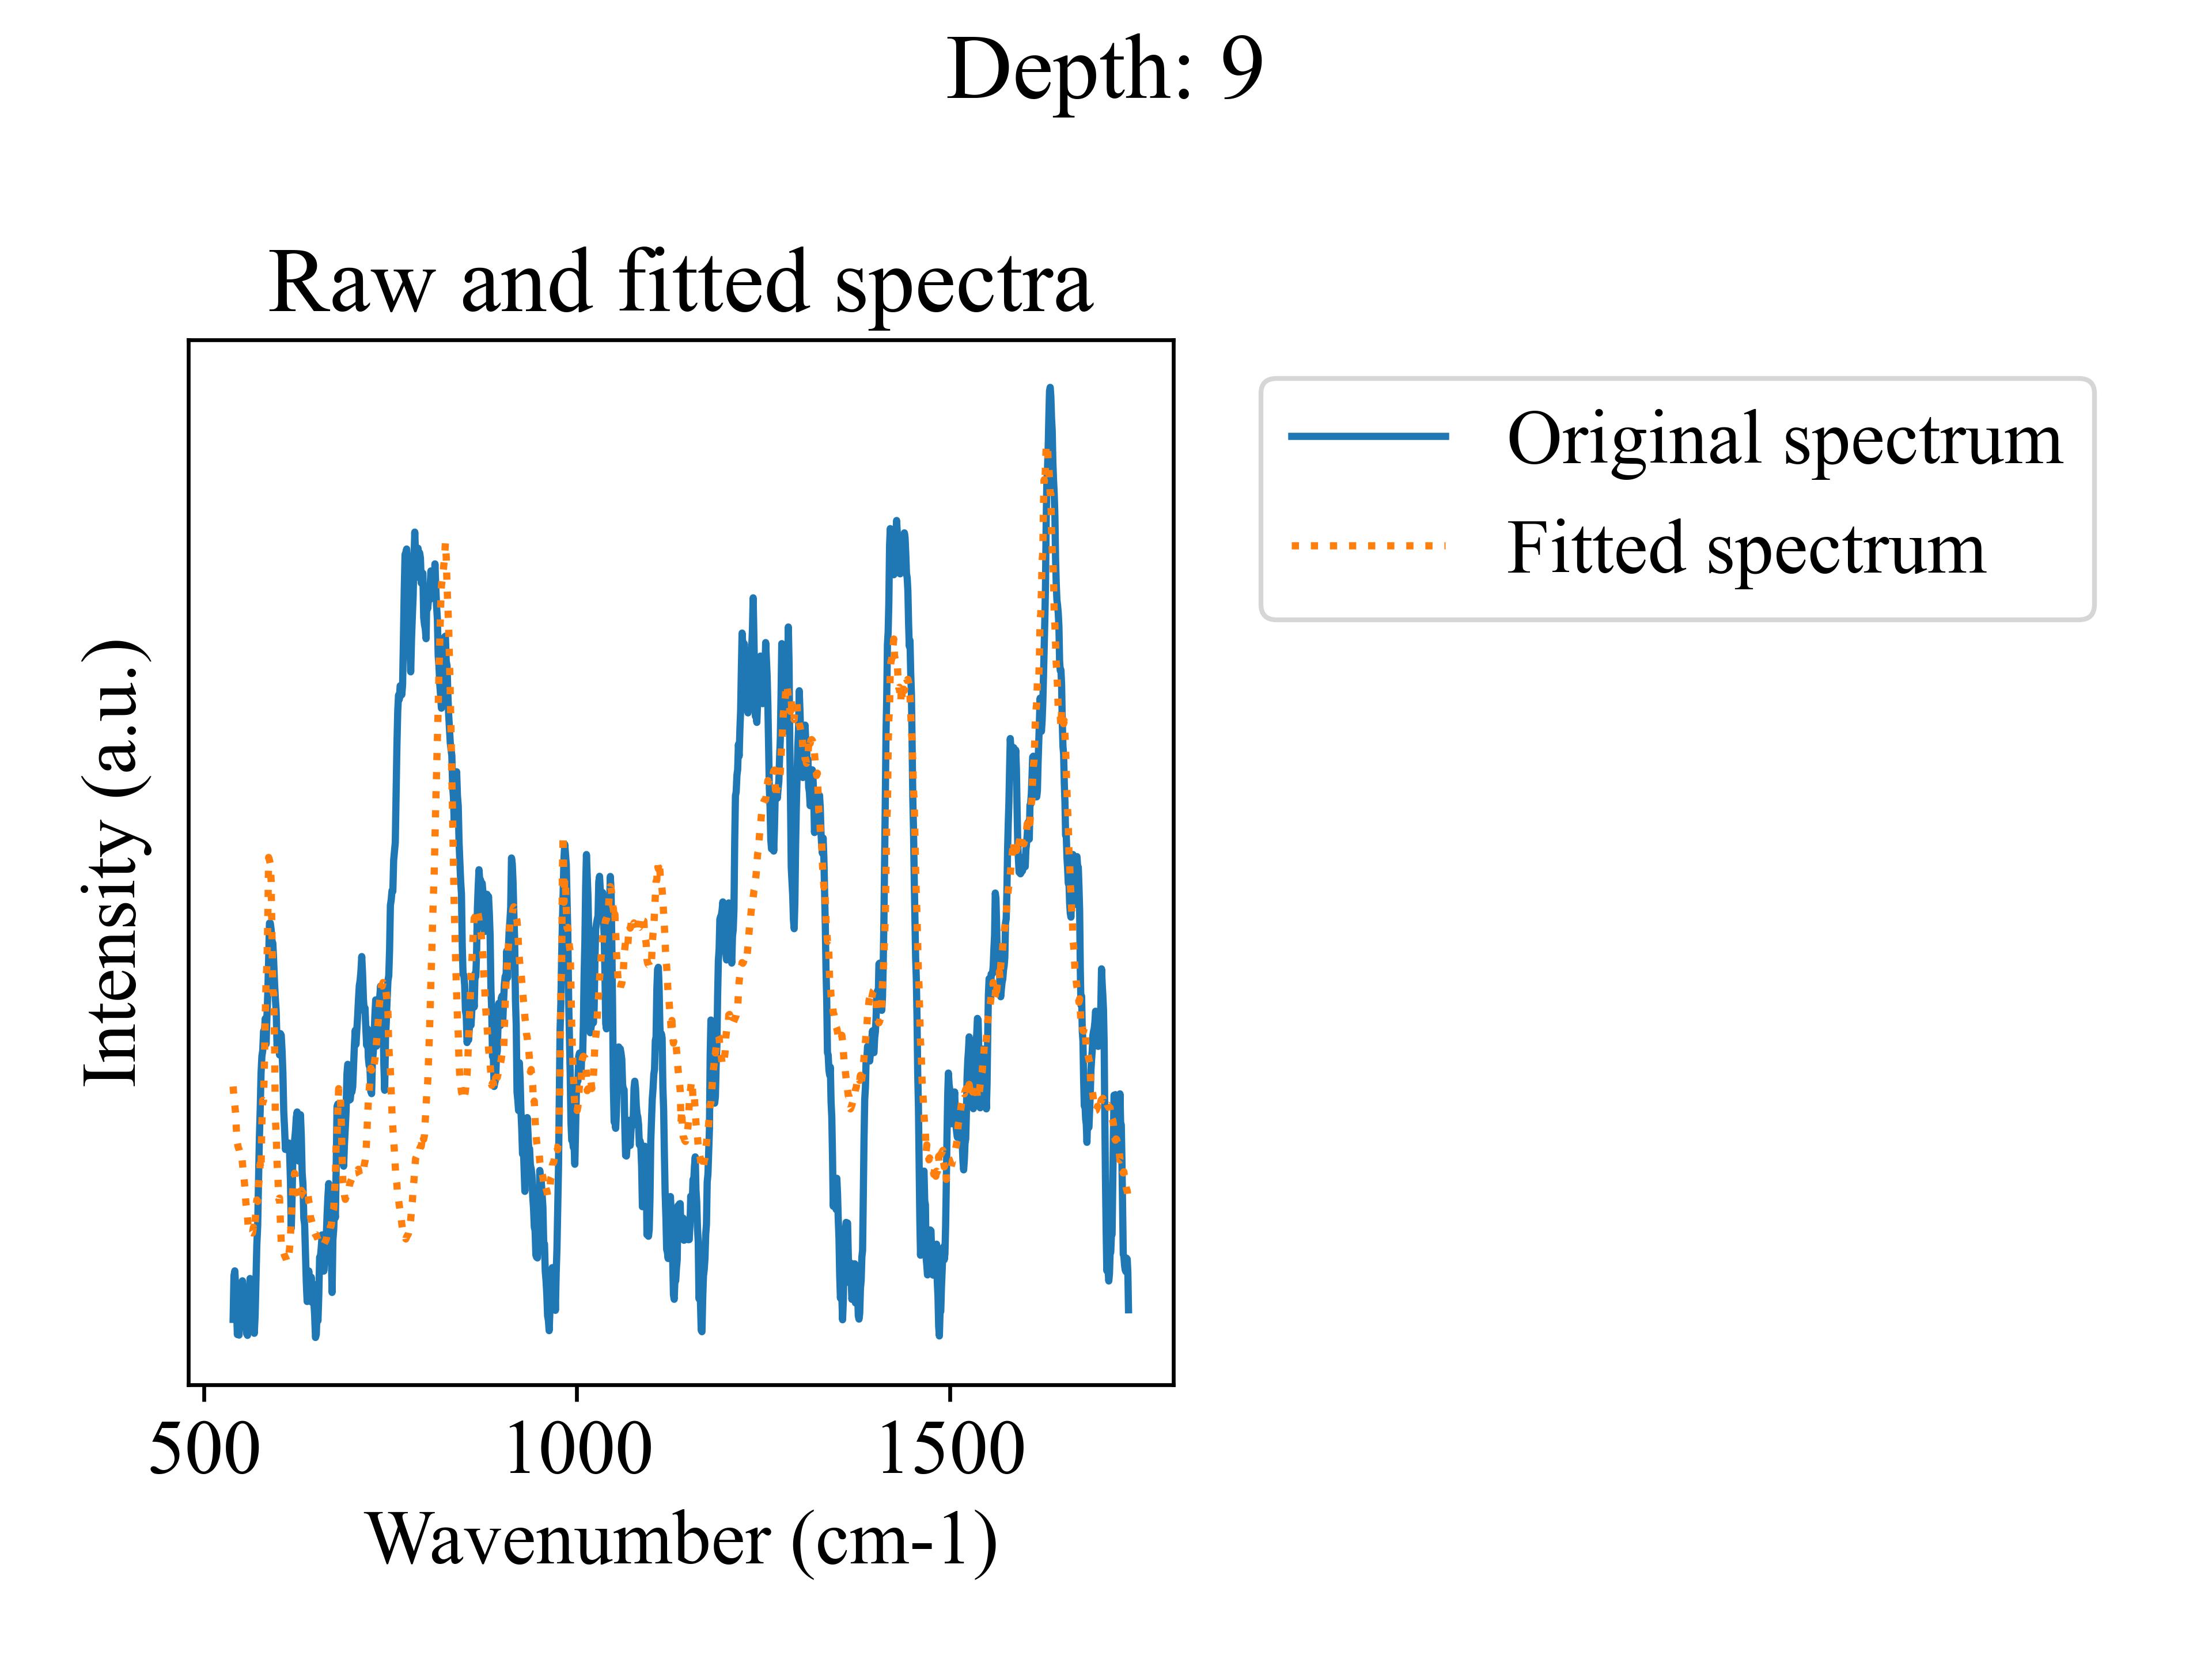 Depth: 9
Raw and fitted spectra
Original spectrum
Fitted spectrum
Intensity (a.u.)
500 1000 1500
Wavenumber (cm-1)